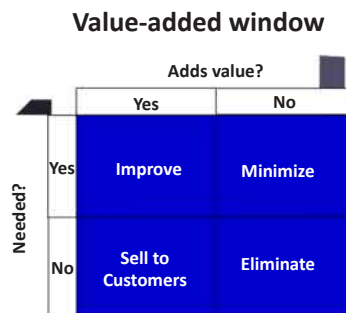 Value-added window
Adds value?
Yes No
Needed?
Yes Improve Minimize
No Sell to Customers Eliminate